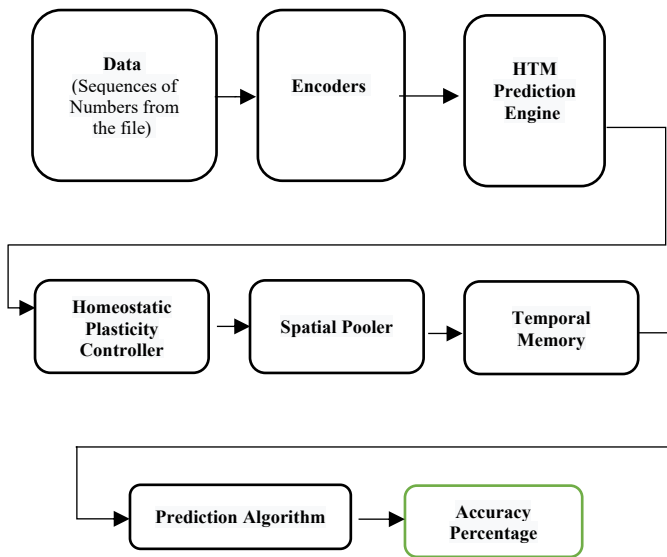 Data
(Sequences of
Numbers from
the file)
Encoders
HTM
Prediction
Engine
Homeostatic
Plasticity
Controller
Spatial Pooler
Temporal
Memory
Prediction Algorithm
Accuracy
Percentage